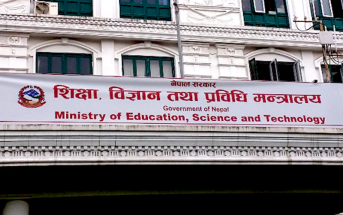 नेपाल सरकार
शिक्षा, विज्ञान तथा प्रविधि मन्त्रालय
Government of Nepal
Ministry of Education, Science and Technology